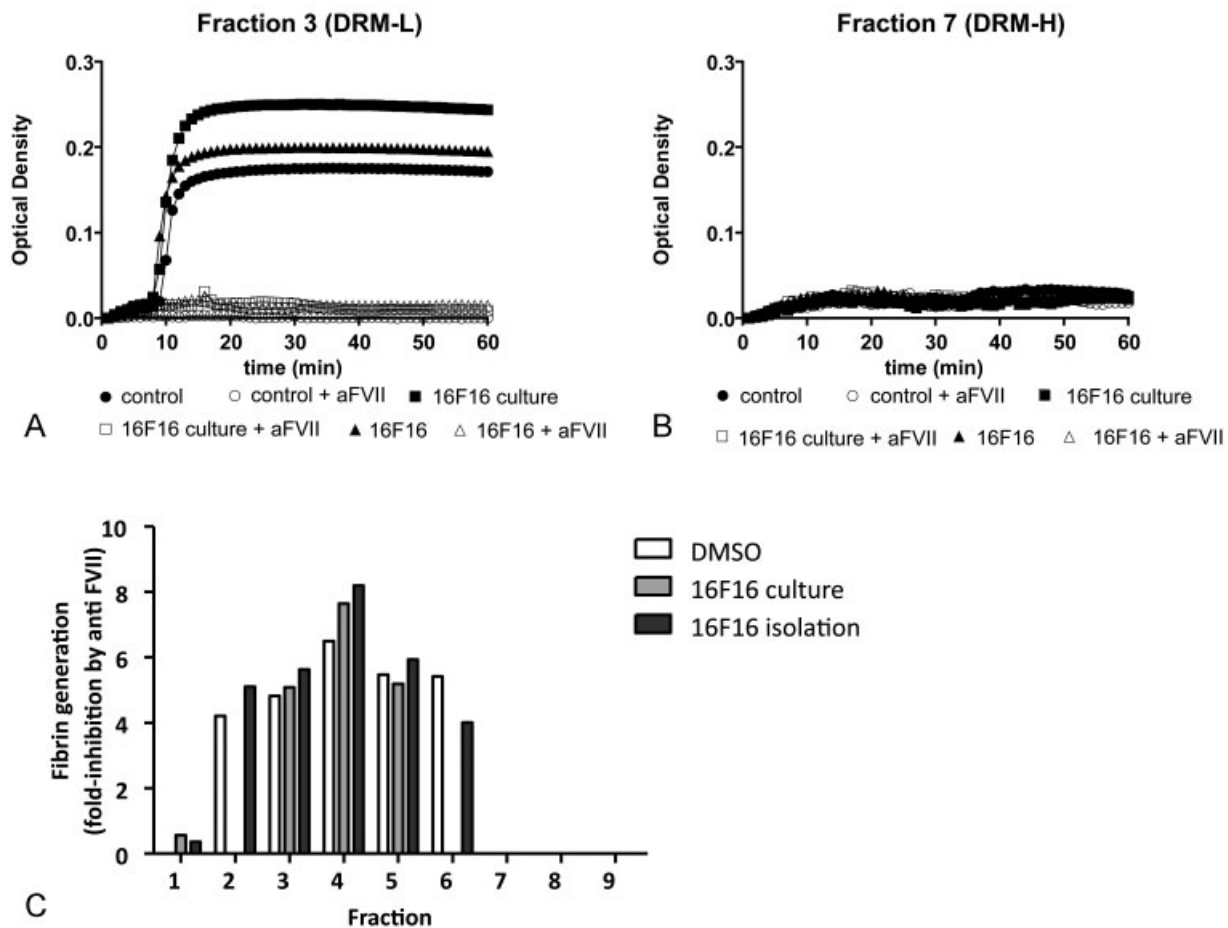 Fraction 3 (DRM-L)
0.3
0.2
0.1
0.0
Optical Density
0 10 20 30 40 50 60
time (min)
control control + aFVII 16F16 culture
16F16 culture + aFVII 16F16 16F16 + aFVII
A
Fraction 7 (DRM-H)
0.3
0.2
0.1
0.0
Optical Density
0 10 20 30 40 50 60
time (min)
control control + aFVII 16F16 culture
16F16 culture + aFVII 16F16 16F16 + aFVII
B
10
8
6
4
2
0
Fibrin generation
(fold-inhibition by anti FVII)
1 2 3 4 5 6 7 8 9
Fraction
DMSO
16F16 culture
16F16 isolation
C